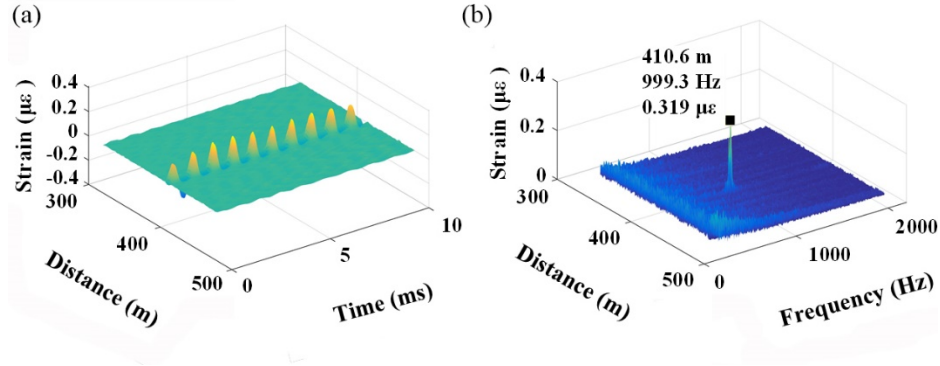 (a)
Strain (με )
0.4
0.2
0
-0.2
-0.4
300
400
500
Distance (m)
0
5
10
Time (ms)
(b)
410.6 m
999.3 Hz
0.319 με
Strain (με )
0.4
0.2
0
300
400
500
Distance (m)
0
1000
2000
Frequency (Hz)